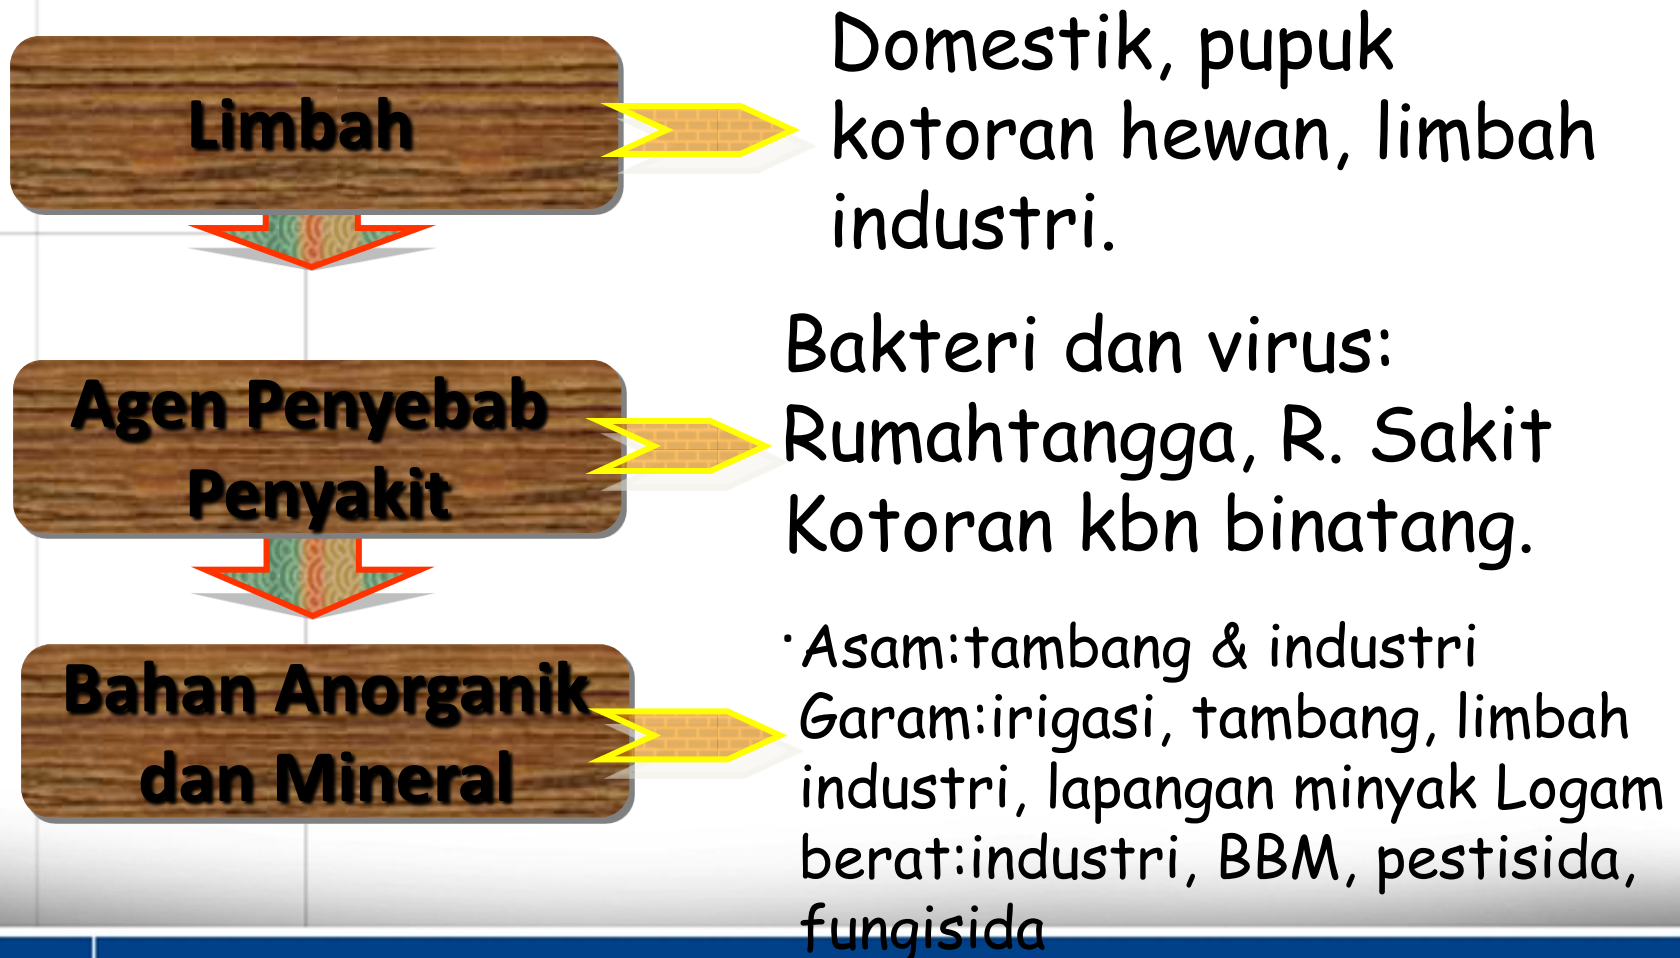 Limbah
Domestik, pupuk
kotoran hewan, limbah
industri.
Agen Penyebab
Penyakit
Bakteri dan virus:
Rumahtangga, R. Sakit
Kotoran kbn binatang.
Bahan Anorganik
dan Mineral
·Asam:tambang & industri
Garam:irigasi, tambang, limbah
industri, lapangan minyak Logam
berat:industri, BBM, pestisida,
fungisida